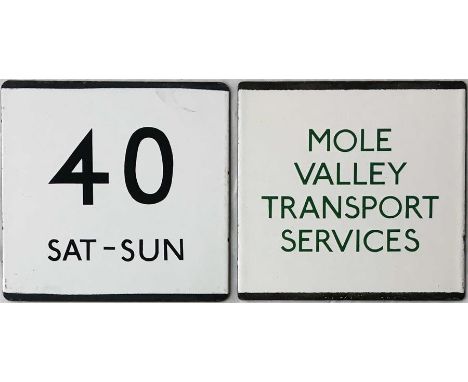 40
SAT-SUN
MOLE
VALLEY
TRANSPORT
SERVICES